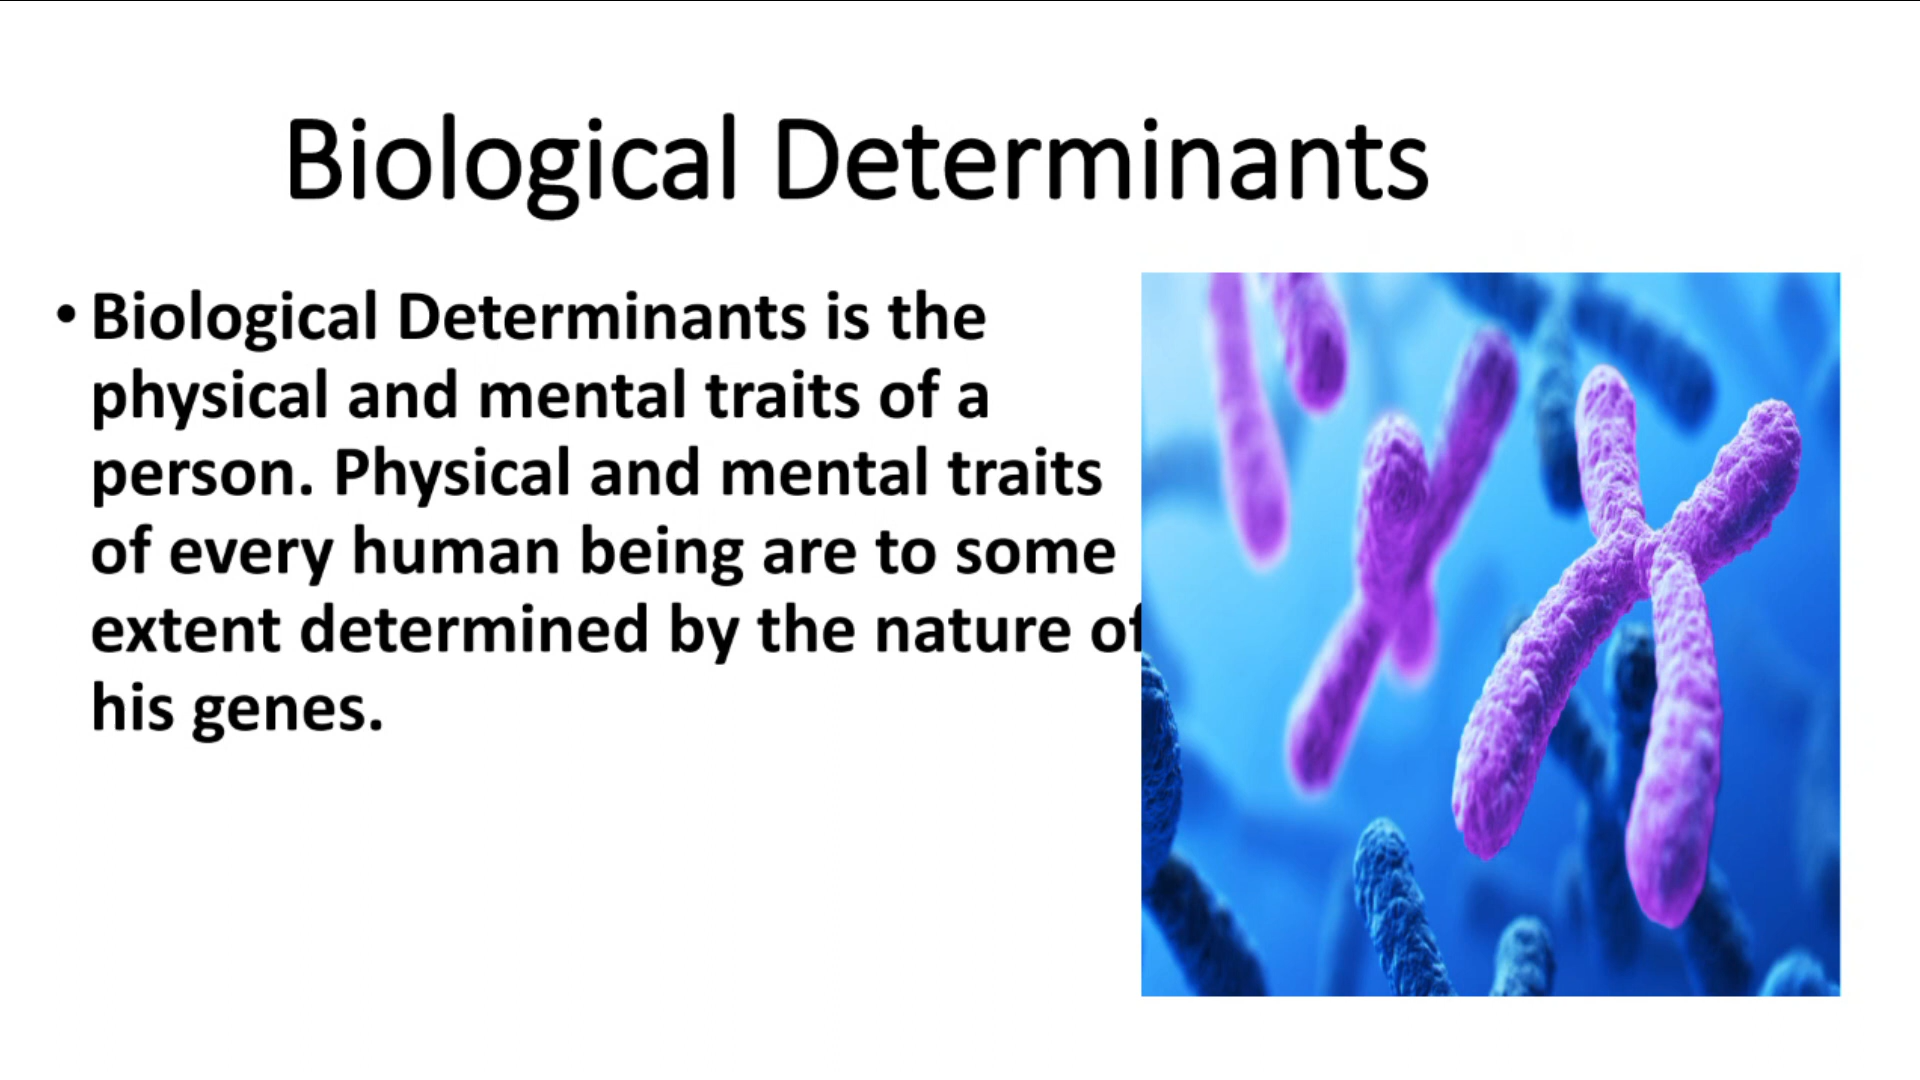 Biological Determinants
• Biological Determinants is the
physical and mental traits of a
person. Physical and mental traits
of every human being are to some
extent determined by the nature of
his genes.